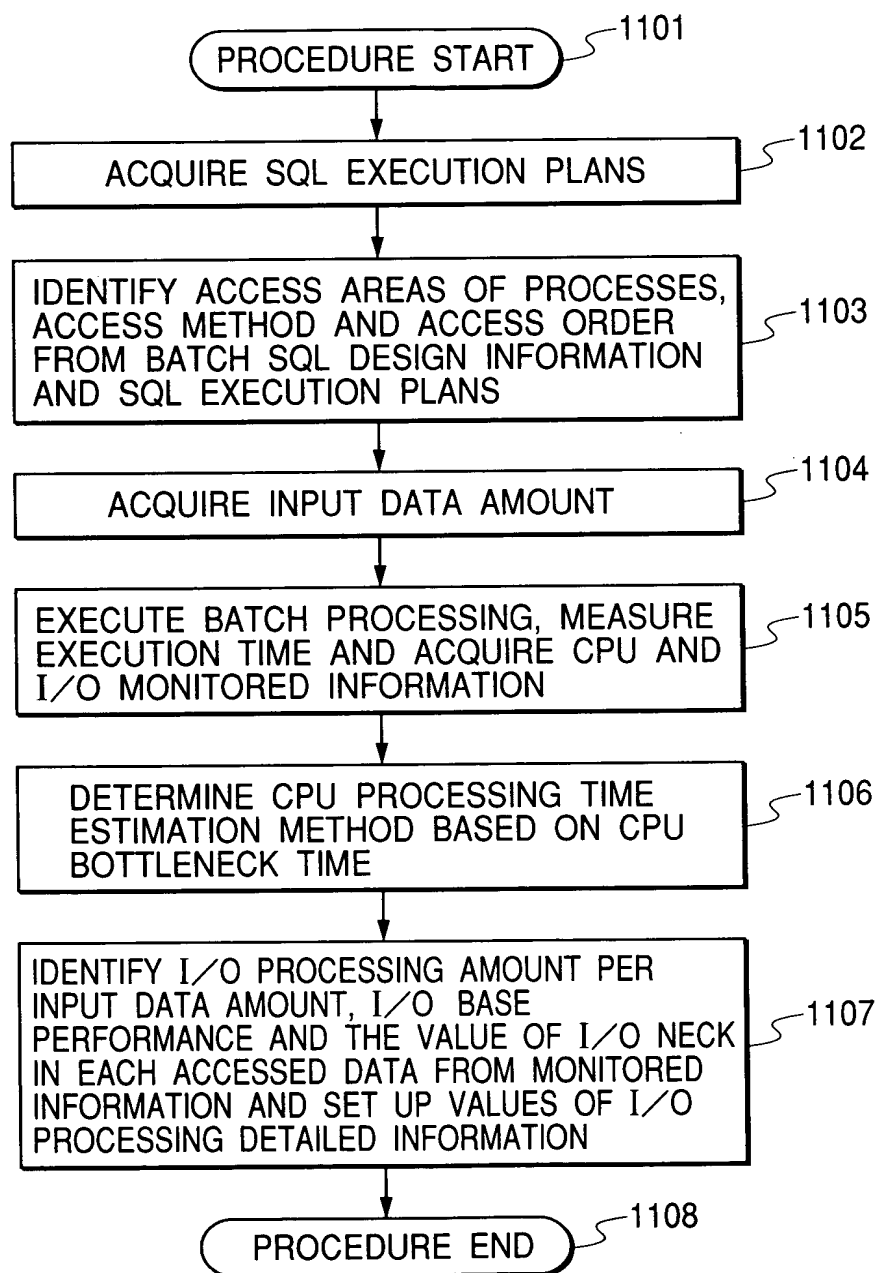 1101
PROCEDURE START
1102
ACQUIRE SQL EXECUTION PLANS
1103
IDENTIFY ACCESS AREAS OF PROCESSES,
ACCESS METHOD AND ACCESS ORDER
FROM BATCH SQL DESIGN INFORMATION
AND SQL EXECUTION PLANS
1104
ACQUIRE INPUT DATA AMOUNT
1105
EXECUTE BATCH PROCESSING, MEASURE
EXECUTION TIME AND ACQUIRE CPU AND
I/O MONITORED INFORMATION
1106
DETERMINE CPU PROCESSING TIME
ESTIMATION METHOD BASED ON CPU
BOTTLENECK TIME
1107
IDENTIFY I/O PROCESSING AMOUNT PER
INPUT DATA AMOUNT, I/O BASE
PERFORMANCE AND THE VALUE OF I/O NECK
IN EACH ACCESSED DATA FROM MONITORED
INFORMATION AND SET UP VALUES OF I/O
PROCESSING DETAILED INFORMATION
1108
PROCEDURE END